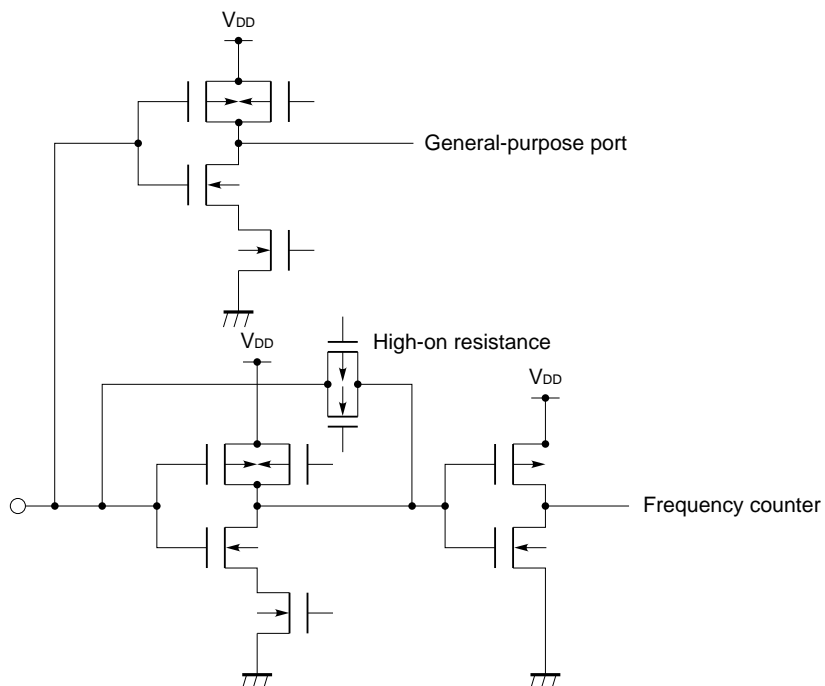 VDD
General-purpose port
VDD
High-on resistance
VDD
Frequency counter